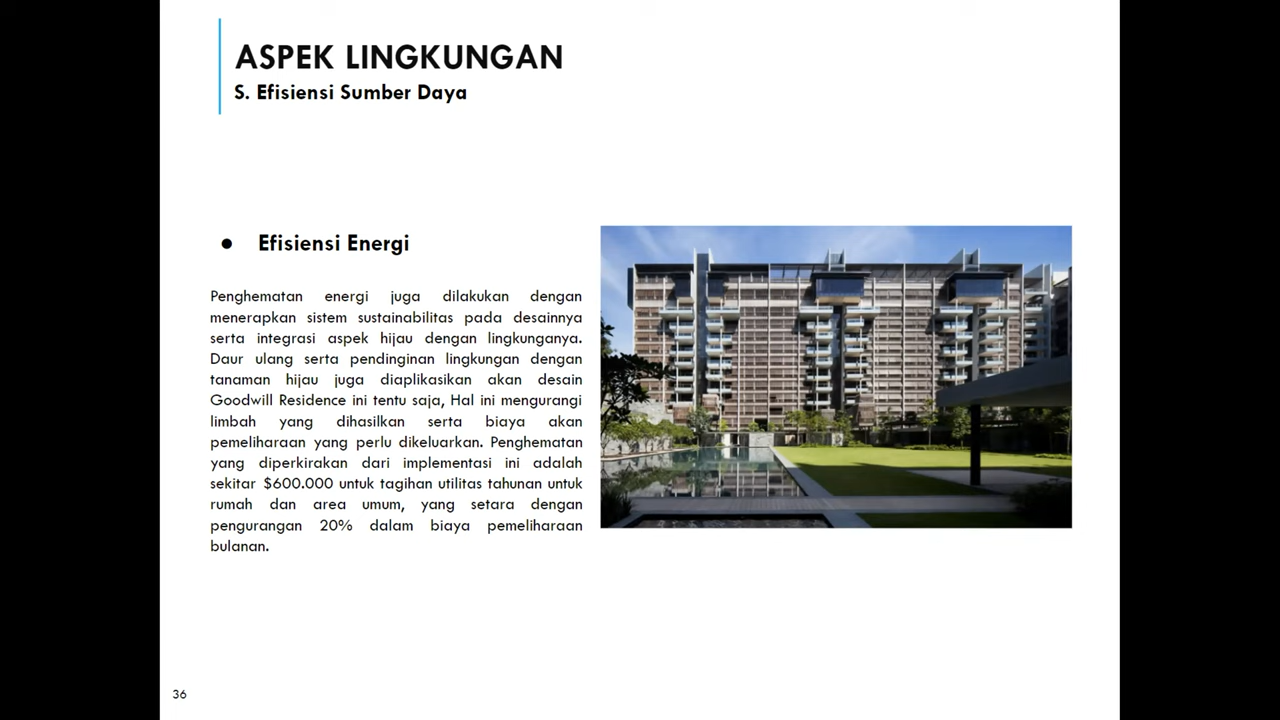 ASPEK LINGKUNGAN
S. Efisiensi Sumber Daya
● Efisiensi Energi
Penghematan energi juga dilakukan dengan
menerapkan sistem sustainabilitas pada desainnya
serta integrasi aspek hijau dengan lingkunganya.
Daur ulang serta pendinginan lingkungan dengan
tanaman hijau juga diaplikasikan akan desain
Goodwill Residence ini tentu saja, Hal ini mengurangi
limbah yang dihasilkan serta biaya akan
pemeliharaan yang perlu dikeluarkan. Penghematan
yang diperkirakan dari implementasi ini adalah
sekitar $600.000 untuk tagihan utilitas tahunan untuk
rumah dan area umum, yang setara dengan
pengurangan 20% dalam biaya pemeliharaan
bulanan.
36